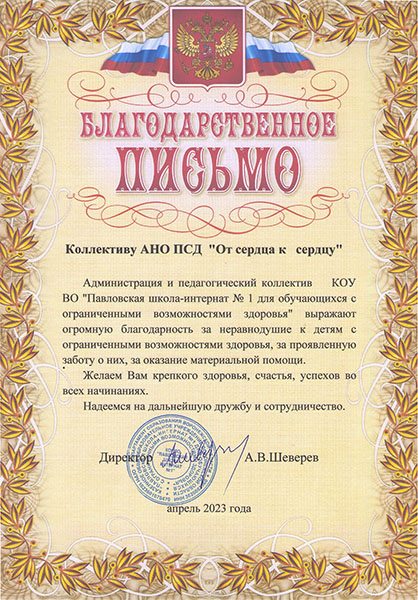 БЛАГОДАРСТВЕННОЕ
ПИСЬМО
Коллективу АНО ПСД "От сердца к сердцу"
Администрация и педагогический коллектив КОУ
ВО "Павловская школа-интернат № 1 для обучающихся с
ограниченными возможностями здоровья" выражают
огромную благодарность за неравнодушие к детям с
ограниченными возможностями здоровья, за проявленную
заботу о них, за оказание материальной помощи.
Желаем Вам крепкого здоровья, счастья, успехов во
всех начинаниях.
Надеемся на дальнейшую дружбу и сотрудничество.
Директор А.В.Шеверев
апрель 2023 года